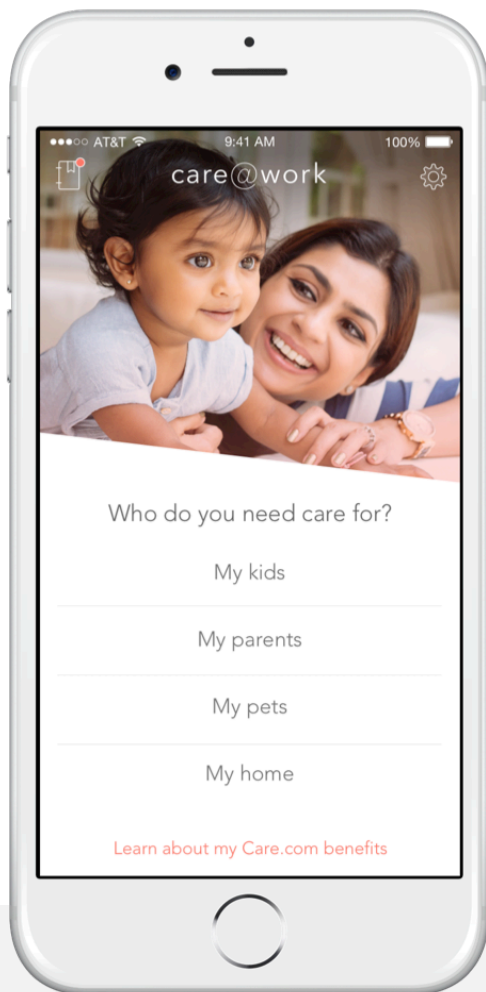 ●●●○○ AT&T 9:41 AM 100%
care@work
Who do you need care for?
My kids
My parents
My pets
My home
Learn about my Care.com benefits